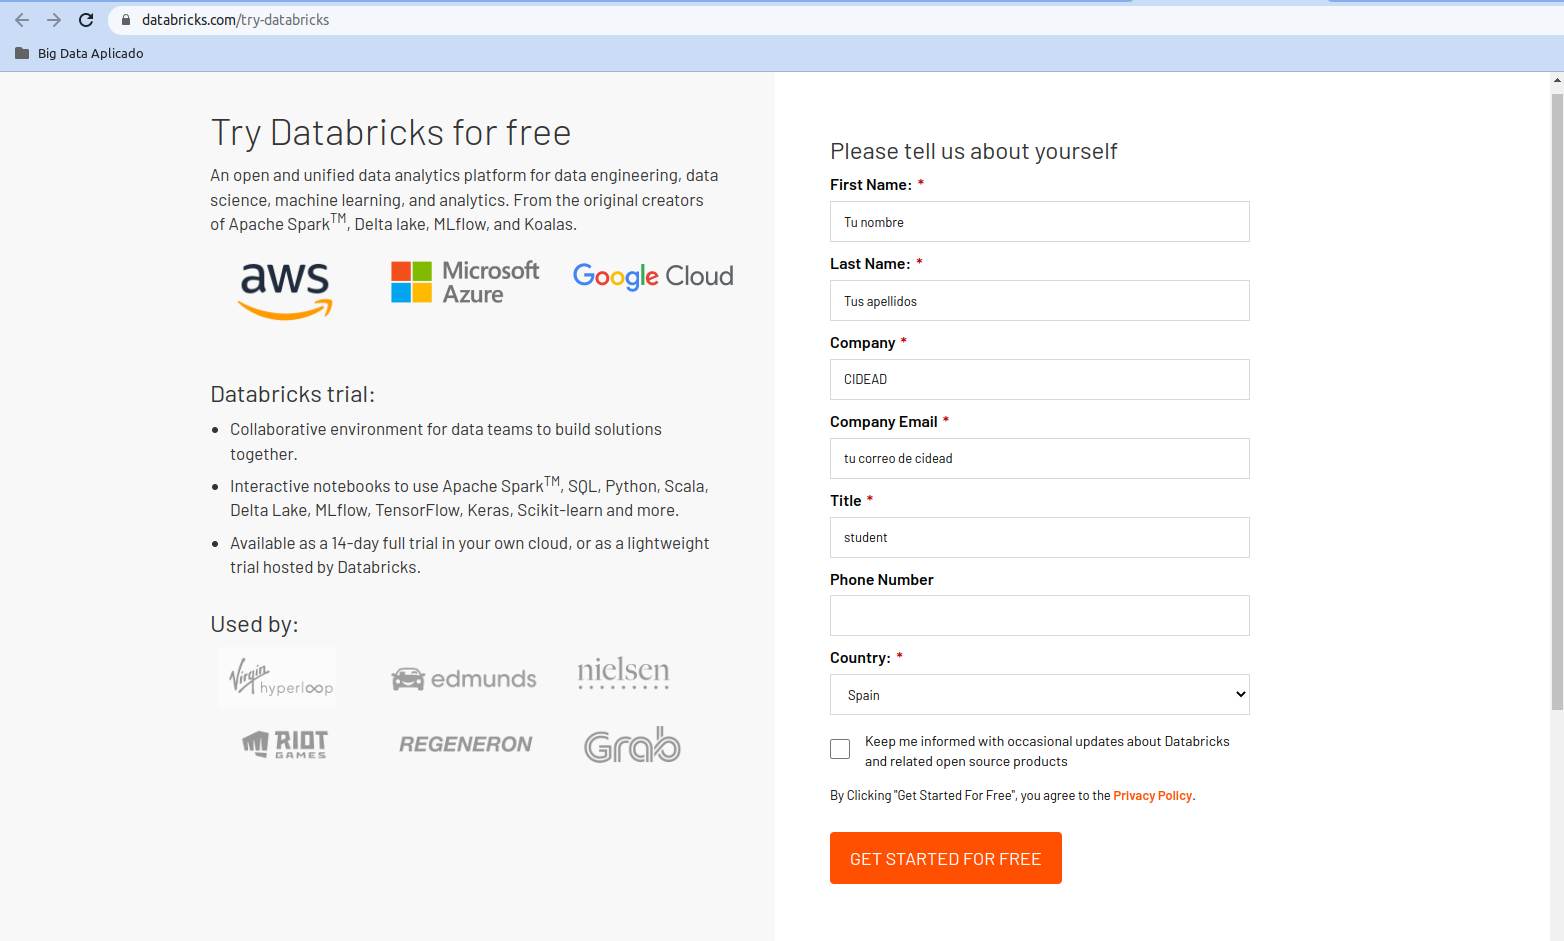 databricks.com/try-databricks
Big Data Aplicado
Try Databricks for free
An open and unified data analytics platform for data engineering, data
science, machine learning, and analytics. From the original creators
of Apache Spark™, Delta lake, MLflow, and Koalas.
aws
Microsoft
Azure
Google Cloud
Databricks trial:
Collaborative environment for data teams to build solutions
together.
Interactive notebooks to use Apache Spark™, SQL, Python, Scala,
Delta Lake, MLflow, TensorFlow, Keras, Scikit-learn and more.
Available as a 14-day full trial in your own cloud, or as a lightweight
trial hosted by Databricks.
Used by:
Virgin
hyperloop
edmunds
nielsen
RIOT
GAMES
REGENERON
Grab
Please tell us about yourself
First Name: *
Tu nombre
Last Name: *
Tus apellidos
Company *
CIDEAD
Company Email *
tu correo de cidead
Title *
student
Phone Number
Country: *
Spain
Keep me informed with occasional updates about Databricks
and related open source products
By Clicking "Get Started For Free", you agree to the Privacy Policy.
GET STARTED FOR FREE